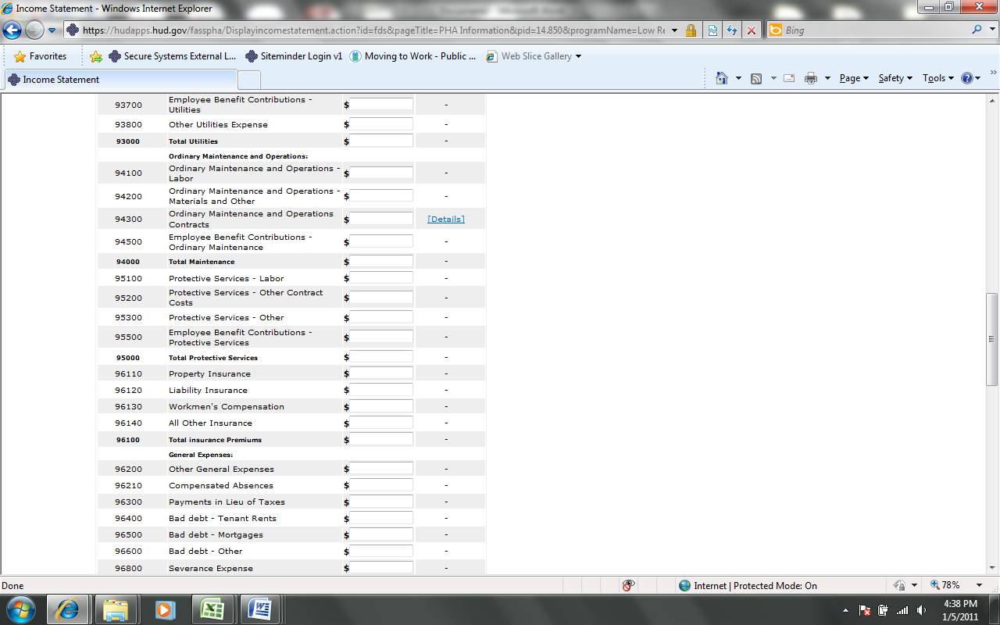 Income Statement - Windows Internet Explorer
https://hudapps.hud.gov/fasspha/Displayincomestatement.action?id=fds&pageTitle=PHA Information&pid=14.850&programName=Low Re
Bing
Favorites
Secure Systems External L...
Siteminder Login v1
Moving to Work - Public ...
Web Slice Gallery
Income Statement
Page
Safety
Tools
»
93700 Employee Benefit Contributions - $ -
Utilities
93800 Other Utilities Expense $ -
93000 Total Utilities $ -
Ordinary Maintenance and Operations:
94100 Ordinary Maintenance and Operations - $ -
Labor
94200 Ordinary Maintenance and Operations - $ -
Materials and Other
94300 Ordinary Maintenance and Operations $ [Details]
Contracts
94500 Employee Benefit Contributions - $ -
Ordinary Maintenance
94000 Total Maintenance $ -
95100 Protective Services - Labor $ -
95200 Protective Services - Other Contract $ -
Costs
95300 Protective Services - Other $ -
95500 Employee Benefit Contributions - $ -
Protective Services
95000 Total Protective Services $ -
96110 Property Insurance $ -
96120 Liability Insurance $ -
96130 Workmen's Compensation $ -
96140 All Other Insurance $ -
96100 Total insurance Premiums $ -
General Expenses:
96200 Other General Expenses $ -
96210 Compensated Absences $ -
96300 Payments in Lieu of Taxes $ -
96400 Bad debt - Tenant Rents $ -
96500 Bad debt - Mortgages $ -
96600 Bad debt - Other $ -
96800 Severance Expense $ -
Done
Internet | Protected Mode: On
78%
4:38 PM
1/5/2011